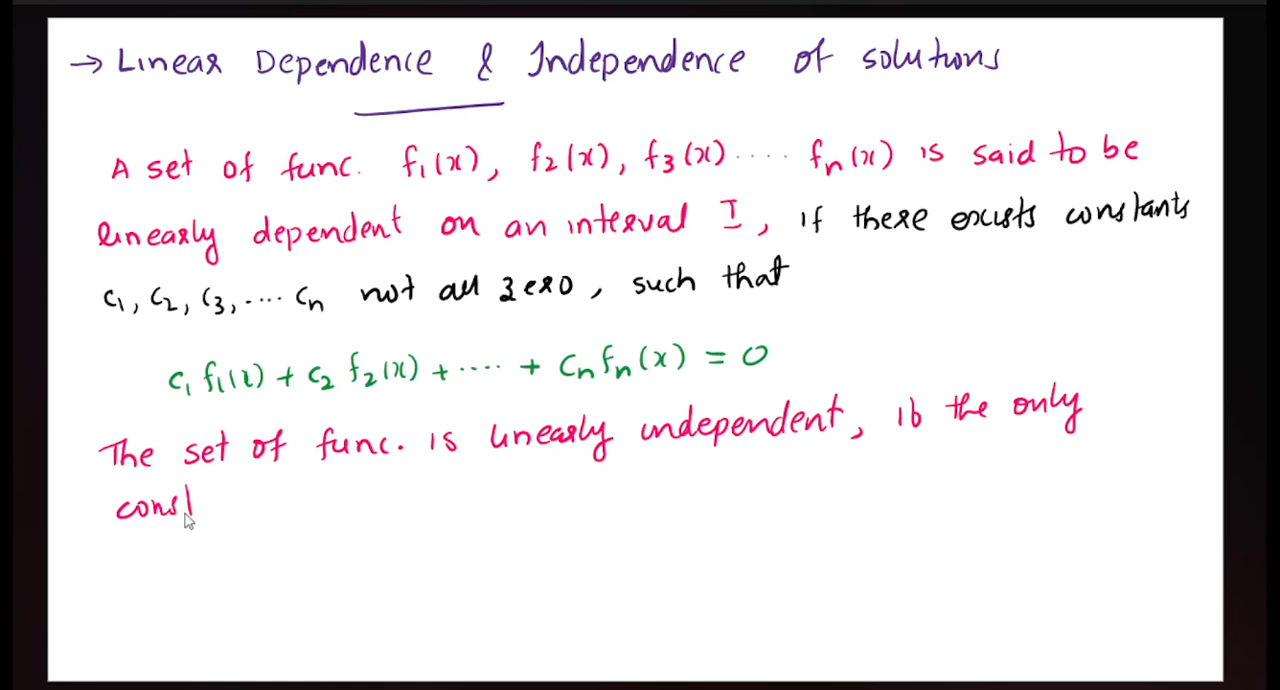 → Linear Dependence & Independence of solutions
A set of func. f₁(x), f₂(x), f₃(x) ···· fₙ(x) is said to be
linearly dependent on an interval I, if there exists constants
c₁, c₂, c₃, ···· cₙ not all zero, such that
c₁ f₁(x) + c₂ f₂(x) + ···· + cₙ fₙ(x) = 0
The set of func. is linearly independent, if the only
const